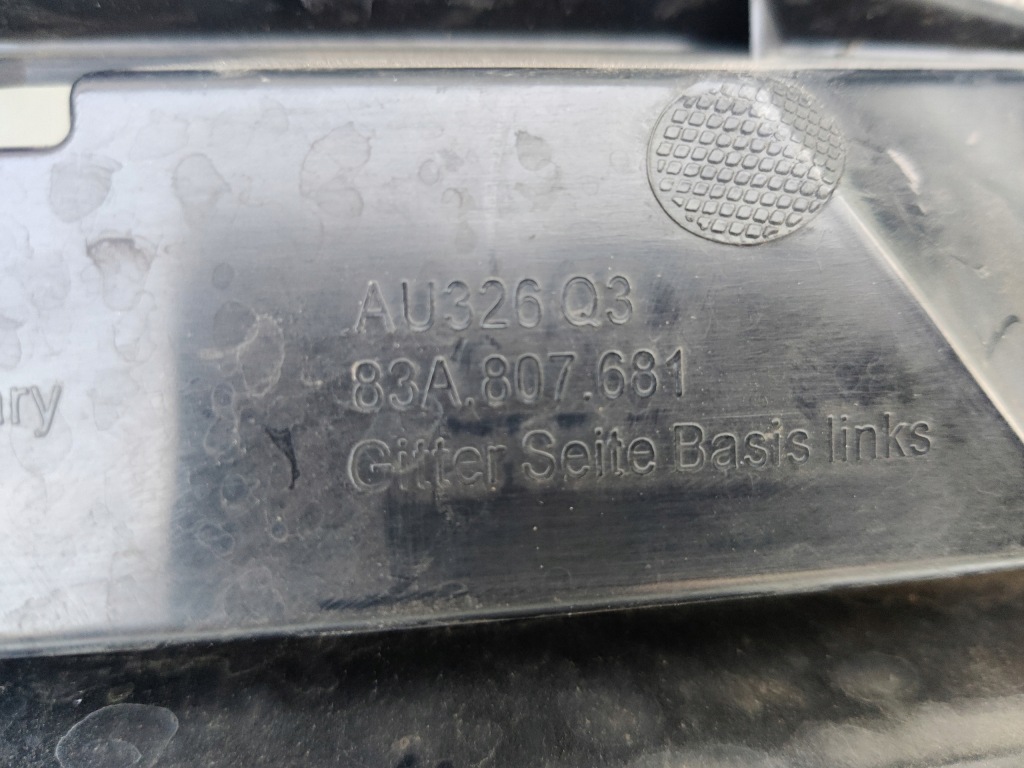 AU326 Q3
83A.807.681
Gitter Seite Basis links